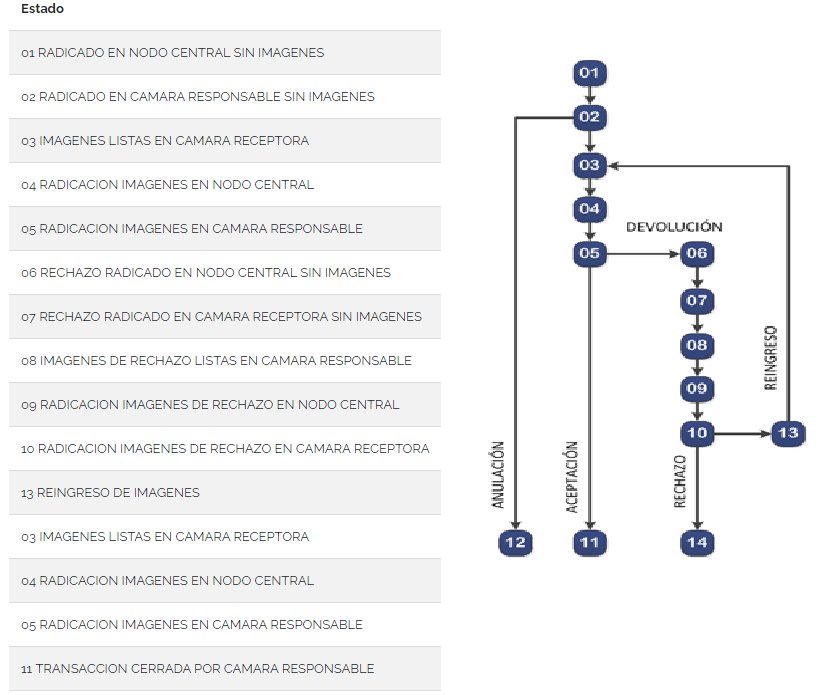 Estado
01 RADICADO EN NODO CENTRAL SIN IMAGENES
02 RADICADO EN CAMARA RESPONSABLE SIN IMAGENES
03 IMAGENES LISTAS EN CAMARA RECEPTORA
04 RADICACION IMAGENES EN NODO CENTRAL
05 RADICACION IMAGENES EN CAMARA RESPONSABLE
06 RECHAZO RADICADO EN NODO CENTRAL SIN IMAGENES
07 RECHAZO RADICADO EN CAMARA RECEPTORA SIN IMAGENES
08 IMAGENES DE RECHAZO LISTAS EN CAMARA RESPONSABLE
09 RADICACION IMAGENES DE RECHAZO EN NODO CENTRAL
10 RADICACION IMAGENES DE RECHAZO EN CAMARA RECEPTORA
13 REINGRESO DE IMAGENES
03 IMAGENES LISTAS EN CAMARA RECEPTORA
04 RADICACION IMAGENES EN NODO CENTRAL
05 RADICACION IMAGENES EN CAMARA RESPONSABLE
11 TRANSACCION CERRADA POR CAMARA RESPONSABLE
01
02
03
04
DEVOLUCIÓN
05
06
07
08
09
10
13
REINGRESO
ANULACIÓN
ACEPTACIÓN
RECHAZO
12
11
14